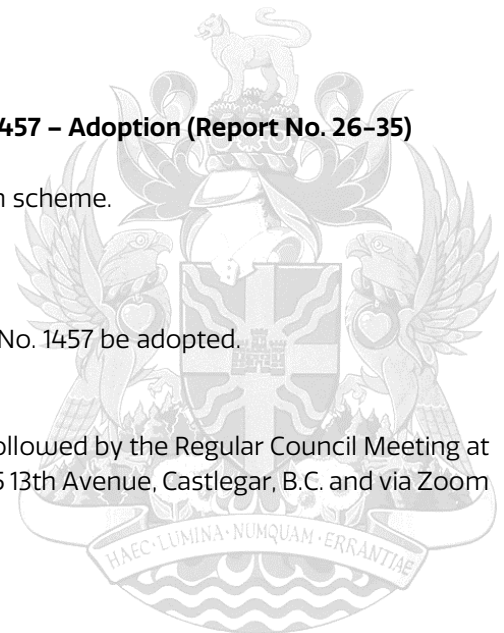 457 – Adoption (Report No. 26-35)
scheme.
No. 1457 be adopted.
ollowed by the Regular Council Meeting at
13th Avenue, Castlegar, B.C. and via Zoom
HAEC·LUMINA·NUMQUAM·ERRANTIAE